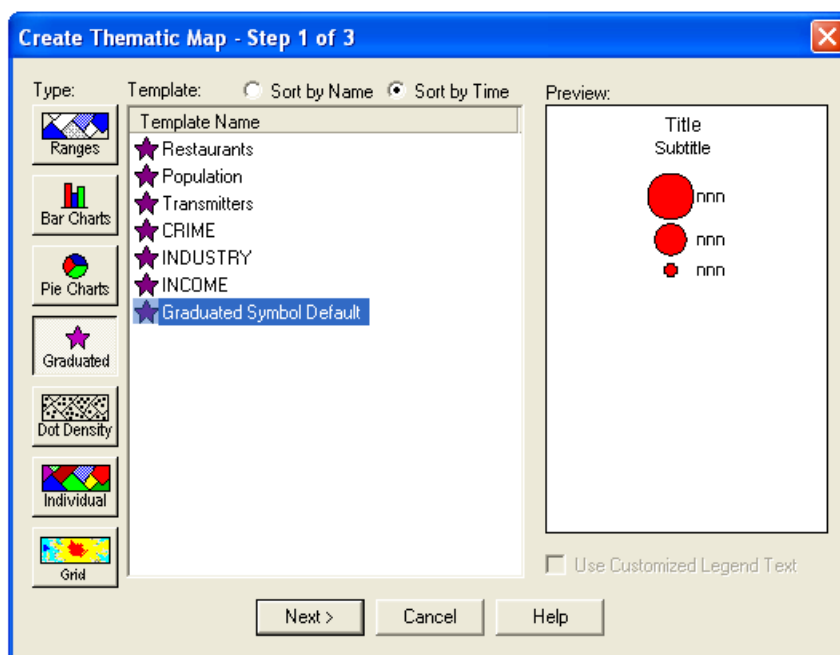 Create Thematic Map - Step 1 of 3
Type:
Ranges
Bar Charts
Pie Charts
Graduated
Dot Density
Individual
Grid
Template: Sort by Name Sort by Time
Template Name
Restaurants
Population
Transmitters
CRIME
INDUSTRY
INCOME
Graduated Symbol Default
Preview:
Title
Subtitle
nnn
nnn
nnn
Use Customized Legend Text
Next > Cancel Help